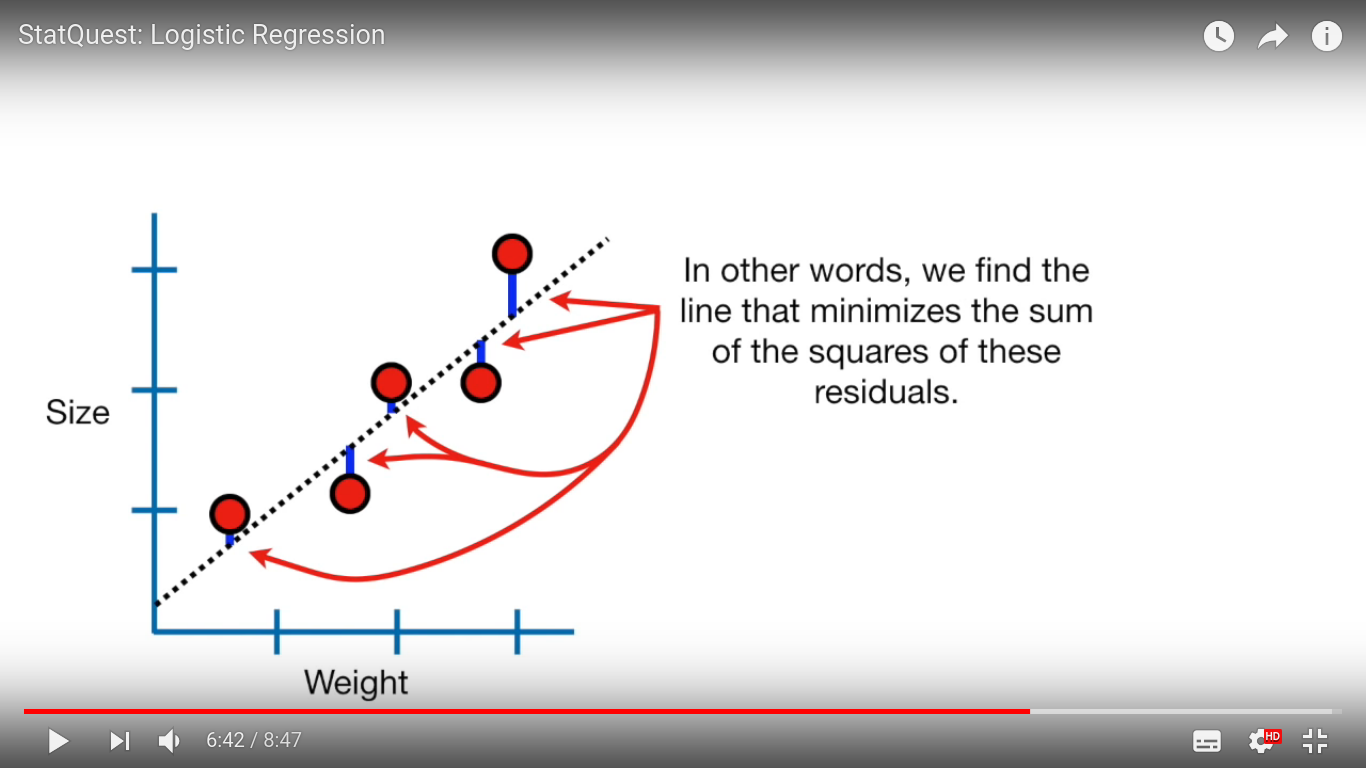 StatQuest: Logistic Regression
In other words, we find the
line that minimizes the sum
of the squares of these
residuals.
Size
Weight
6:42 / 8:47
HD